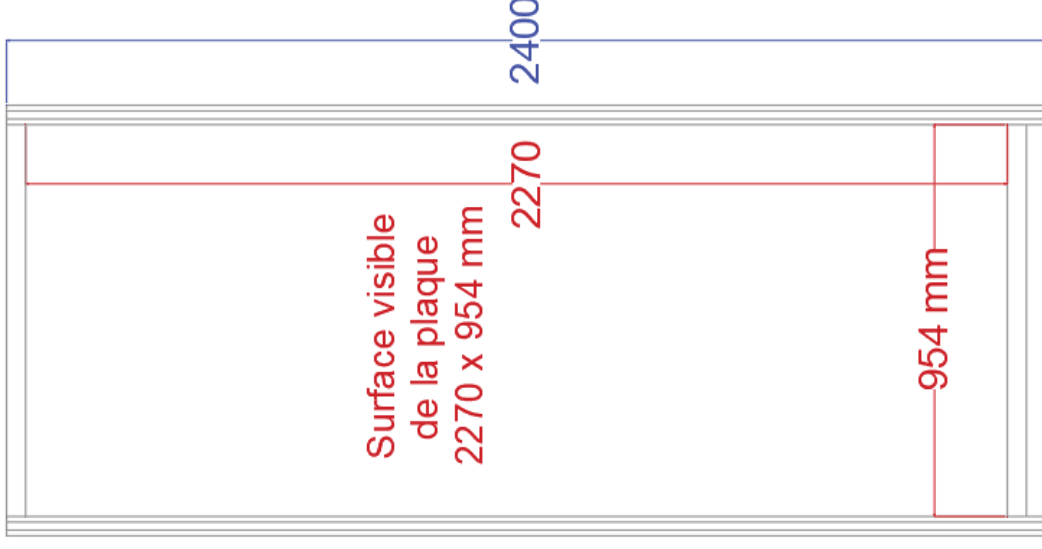 2400
2270
Surface visible
de la plaque
2270 x 954 mm
954 mm